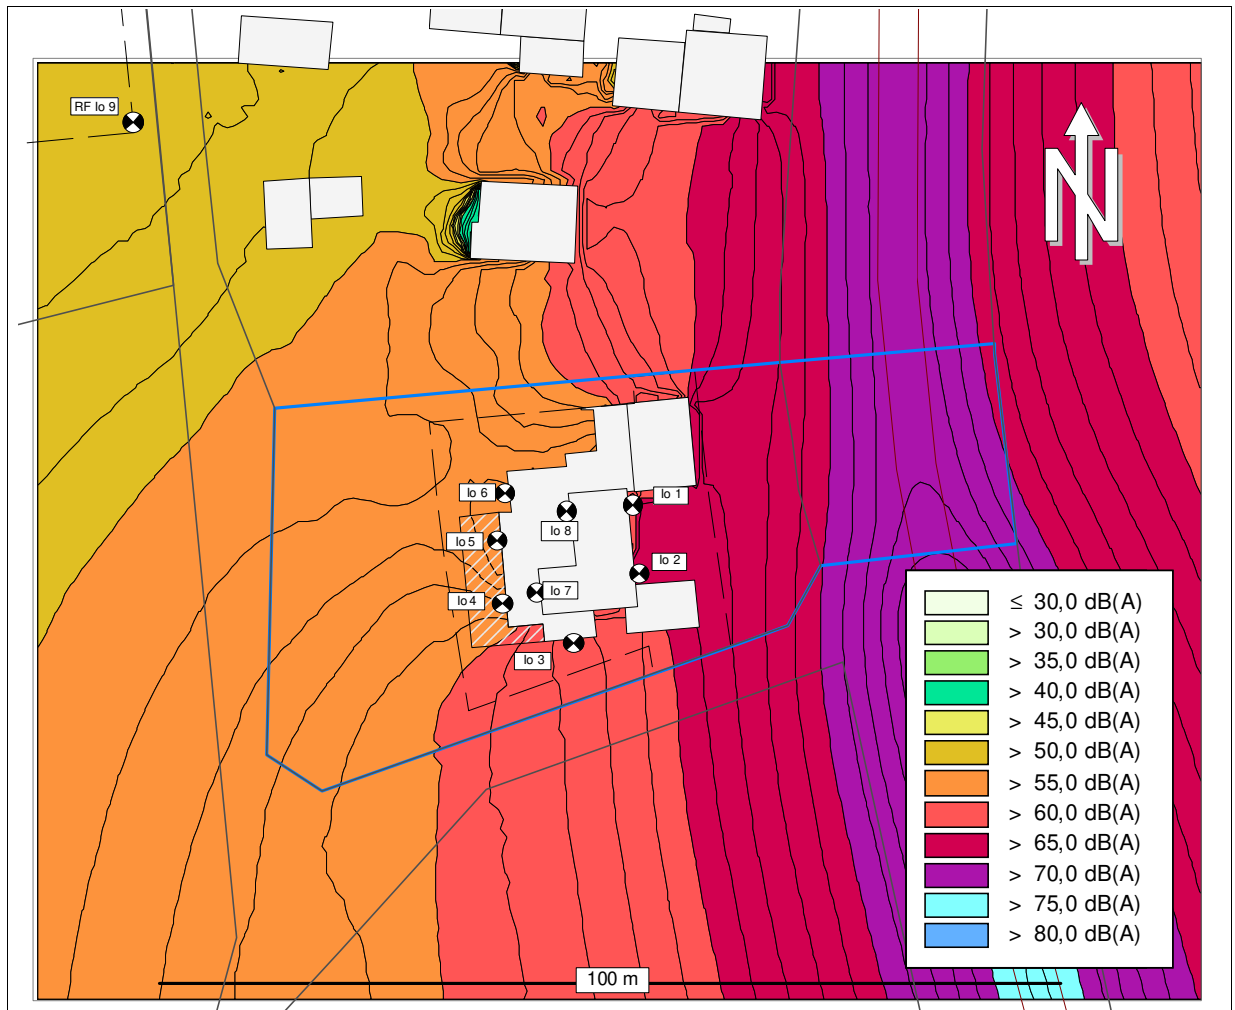 RF Io 9
N
Io 6
Io 1
Io 8
Io 5
Io 2
Io 7
Io 4
Io 3
≤ 30,0 dB(A)
> 30,0 dB(A)
> 35,0 dB(A)
> 40,0 dB(A)
> 45,0 dB(A)
> 50,0 dB(A)
> 55,0 dB(A)
> 60,0 dB(A)
> 65,0 dB(A)
> 70,0 dB(A)
> 75,0 dB(A)
> 80,0 dB(A)
100 m